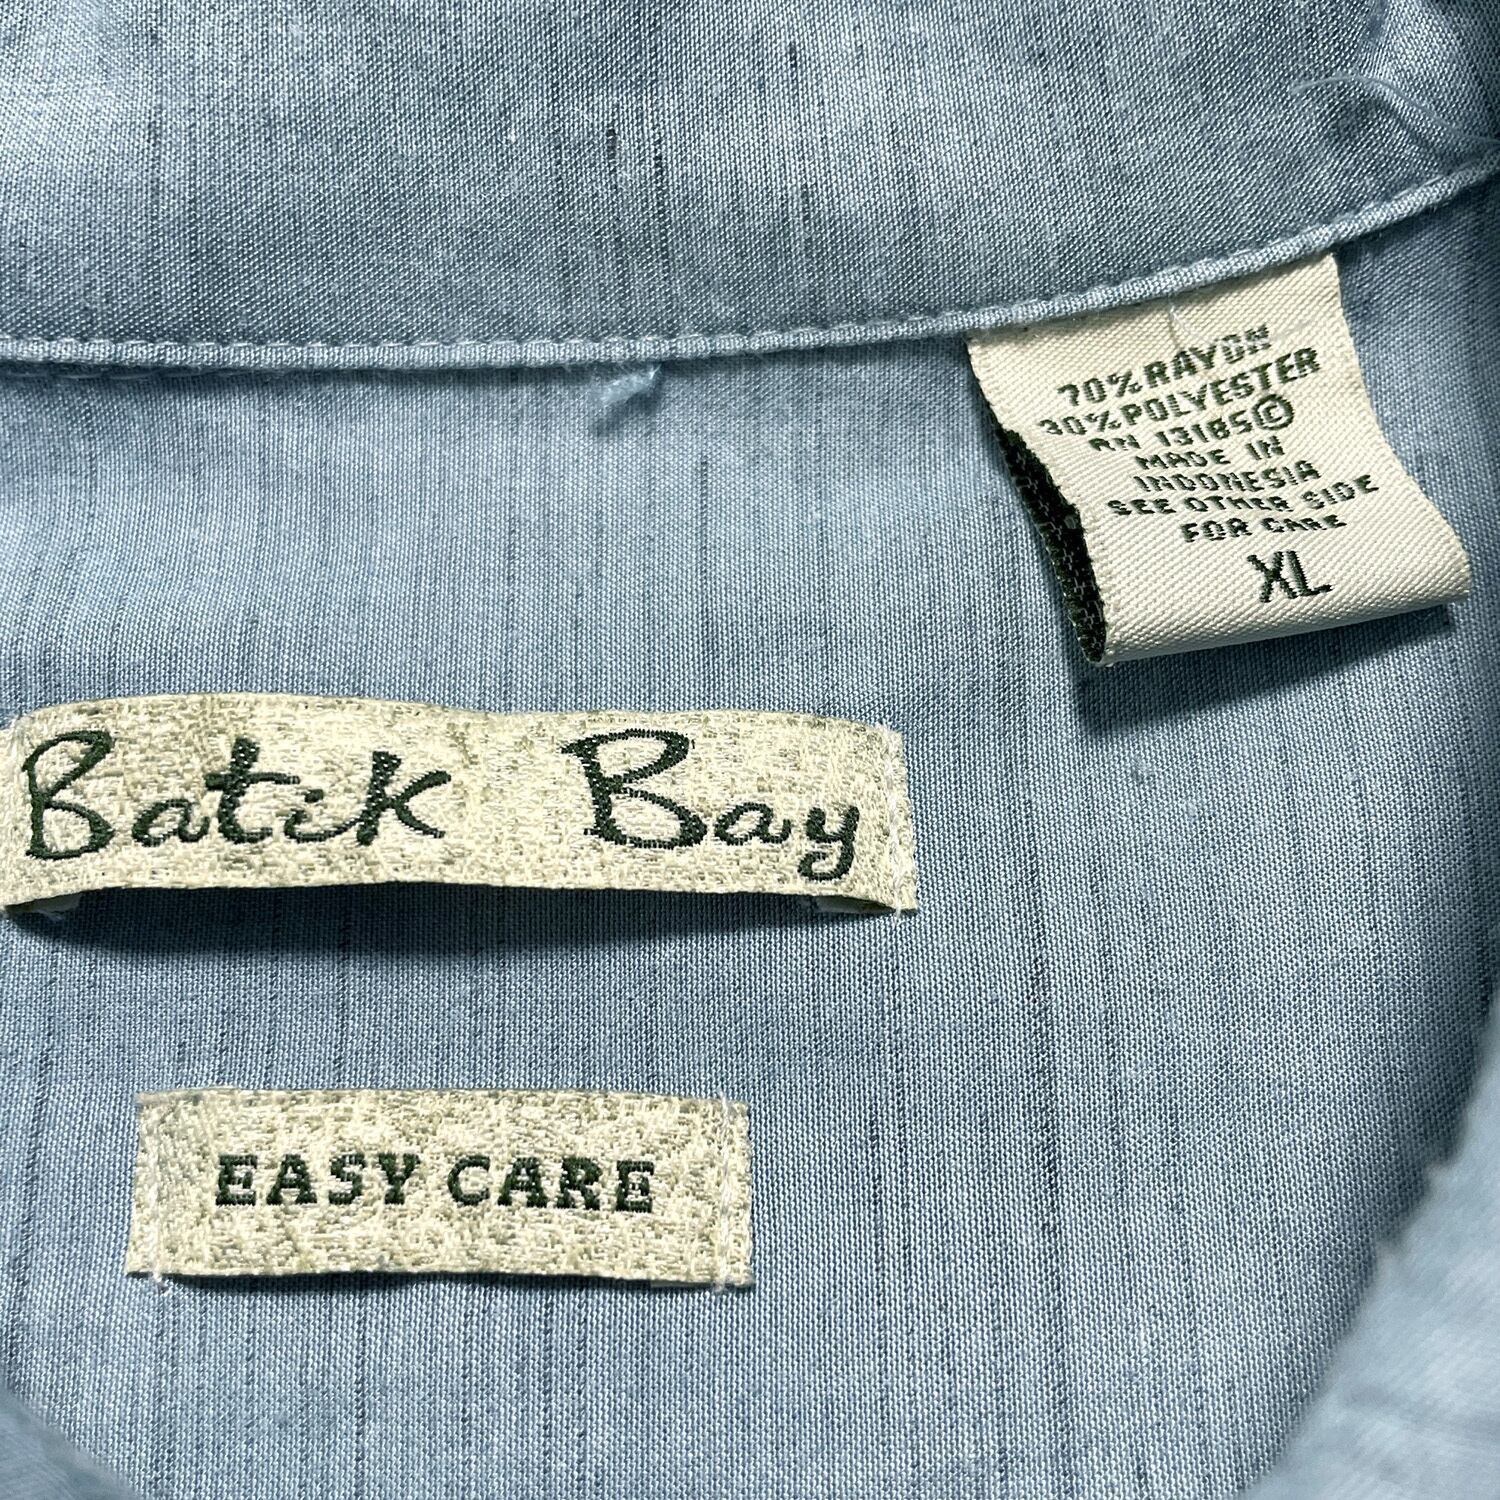 70% RAYON
30% POLYESTER
RN 13185 ©
MADE IN
INDONESIA
SEE OTHER SIDE
FOR CARE
XL
Batik Bay
EASY CARE